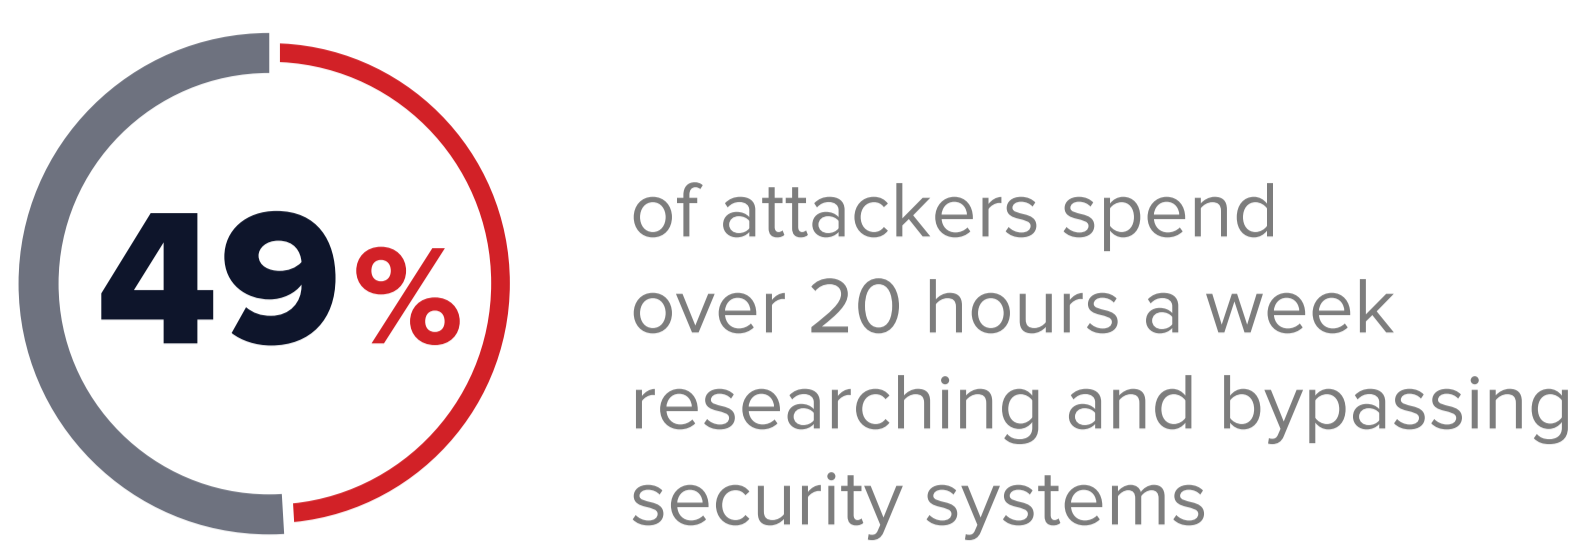 49%
of attackers spend
over 20 hours a week
researching and bypassing
security systems